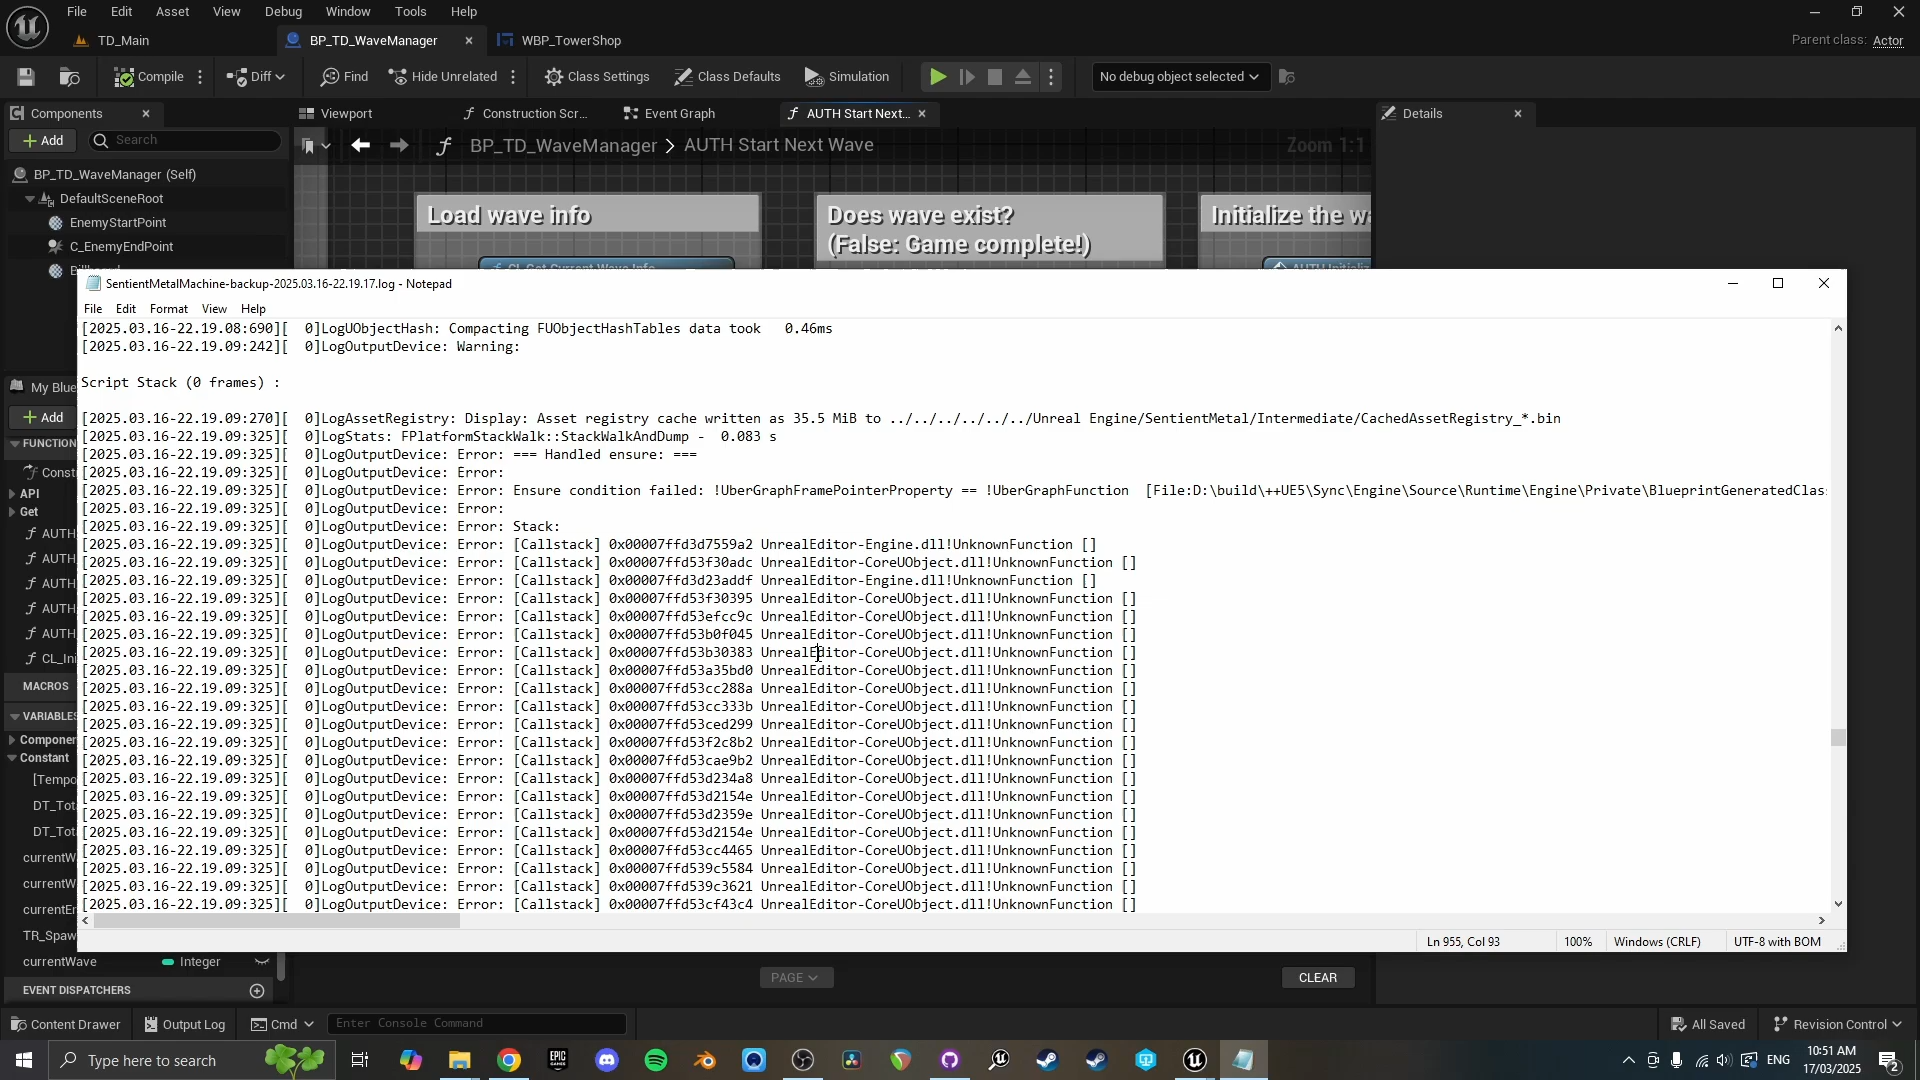 File Edit Asset View Debug Window Tools Help
TD_Main BP_TD_WaveManager WBP_TowerShop
Parent class: Actor
Compile Diff Find Hide Unrelated Class Settings Class Defaults Simulation No debug object selected
Components Viewport Construction Scr... Event Graph AUTH Start Next... Details
Add Search BP_TD_WaveManager > AUTH Start Next Wave Zoom 1:1
BP_TD_WaveManager (Self)
DefaultSceneRoot
EnemyStartPoint
C_EnemyEndPoint
Load wave info
Does wave exist?
(False: Game complete!)
Initialize the w
SentientMetalMachine-backup-2025.03.16-22.19.17.log - Notepad
File Edit Format View Help
[2025.03.16-22.19.08:690][  0]LogUObjectHash: Compacting FUObjectHashTables data took   0.46ms
[2025.03.16-22.19.09:242][  0]LogOutputDevice: Warning:
Script Stack (0 frames) :
[2025.03.16-22.19.09:270][  0]LogAssetRegistry: Display: Asset registry cache written as 35.5 MiB to ../../../../../../Unreal Engine/SentientMetal/Intermediate/CachedAssetRegistry_*.bin
[2025.03.16-22.19.09:325][  0]LogStats: FPlatformStackWalk::StackWalkAndDump -  0.083 s
[2025.03.16-22.19.09:325][  0]LogOutputDevice: Error: === Handled ensure: ===
[2025.03.16-22.19.09:325][  0]LogOutputDevice: Error:
[2025.03.16-22.19.09:325][  0]LogOutputDevice: Error: Ensure condition failed: !UberGraphFramePointerProperty == !UberGraphFunction  [File:D:\build\++UE5\Sync\Engine\Source\Runtime\Engine\Private\BlueprintGeneratedClas
[2025.03.16-22.19.09:325][  0]LogOutputDevice: Error:
[2025.03.16-22.19.09:325][  0]LogOutputDevice: Error: Stack:
[2025.03.16-22.19.09:325][  0]LogOutputDevice: Error: [Callstack] 0x00007ffd3d7559a2 UnrealEditor-Engine.dll!UnknownFunction []
[2025.03.16-22.19.09:325][  0]LogOutputDevice: Error: [Callstack] 0x00007ffd53f30adc UnrealEditor-CoreUObject.dll!UnknownFunction []
[2025.03.16-22.19.09:325][  0]LogOutputDevice: Error: [Callstack] 0x00007ffd3d23addf UnrealEditor-Engine.dll!UnknownFunction []
[2025.03.16-22.19.09:325][  0]LogOutputDevice: Error: [Callstack] 0x00007ffd53f30395 UnrealEditor-CoreUObject.dll!UnknownFunction []
[2025.03.16-22.19.09:325][  0]LogOutputDevice: Error: [Callstack] 0x00007ffd53efcc9c UnrealEditor-CoreUObject.dll!UnknownFunction []
[2025.03.16-22.19.09:325][  0]LogOutputDevice: Error: [Callstack] 0x00007ffd53b0f045 UnrealEditor-CoreUObject.dll!UnknownFunction []
[2025.03.16-22.19.09:325][  0]LogOutputDevice: Error: [Callstack] 0x00007ffd53b30383 UnrealEditor-CoreUObject.dll!UnknownFunction []
[2025.03.16-22.19.09:325][  0]LogOutputDevice: Error: [Callstack] 0x00007ffd53a35bd0 UnrealEditor-CoreUObject.dll!UnknownFunction []
[2025.03.16-22.19.09:325][  0]LogOutputDevice: Error: [Callstack] 0x00007ffd53cc288a UnrealEditor-CoreUObject.dll!UnknownFunction []
[2025.03.16-22.19.09:325][  0]LogOutputDevice: Error: [Callstack] 0x00007ffd53cc333b UnrealEditor-CoreUObject.dll!UnknownFunction []
[2025.03.16-22.19.09:325][  0]LogOutputDevice: Error: [Callstack] 0x00007ffd53ced299 UnrealEditor-CoreUObject.dll!UnknownFunction []
[2025.03.16-22.19.09:325][  0]LogOutputDevice: Error: [Callstack] 0x00007ffd53f2c8b2 UnrealEditor-CoreUObject.dll!UnknownFunction []
[2025.03.16-22.19.09:325][  0]LogOutputDevice: Error: [Callstack] 0x00007ffd53cae9b2 UnrealEditor-CoreUObject.dll!UnknownFunction []
[2025.03.16-22.19.09:325][  0]LogOutputDevice: Error: [Callstack] 0x00007ffd53d234a8 UnrealEditor-CoreUObject.dll!UnknownFunction []
[2025.03.16-22.19.09:325][  0]LogOutputDevice: Error: [Callstack] 0x00007ffd53d2154e UnrealEditor-CoreUObject.dll!UnknownFunction []
[2025.03.16-22.19.09:325][  0]LogOutputDevice: Error: [Callstack] 0x00007ffd53d2359e UnrealEditor-CoreUObject.dll!UnknownFunction []
[2025.03.16-22.19.09:325][  0]LogOutputDevice: Error: [Callstack] 0x00007ffd53d2154e UnrealEditor-CoreUObject.dll!UnknownFunction []
[2025.03.16-22.19.09:325][  0]LogOutputDevice: Error: [Callstack] 0x00007ffd53cc4465 UnrealEditor-CoreUObject.dll!UnknownFunction []
[2025.03.16-22.19.09:325][  0]LogOutputDevice: Error: [Callstack] 0x00007ffd539c5584 UnrealEditor-CoreUObject.dll!UnknownFunction []
[2025.03.16-22.19.09:325][  0]LogOutputDevice: Error: [Callstack] 0x00007ffd539c3621 UnrealEditor-CoreUObject.dll!UnknownFunction []
[2025.03.16-22.19.09:325][  0]LogOutputDevice: Error: [Callstack] 0x00007ffd53cf43c4 UnrealEditor-CoreUObject.dll!UnknownFunction []
Ln 955, Col 93 100% Windows (CRLF) UTF-8 with BOM
My Blue
Add
FUNCTION
Const
API
Get
AUTH
AUTH
AUTH
AUTH
AUTH
CL_Ini
MACROS
VARIABLES
Componen
Constant
[Tempo
DT_Tot
DT_Tot
currentW
currentW
currentEn
TR_Spaw
currentWave Integer
EVENT DISPATCHERS
PAGE CLEAR
Content Drawer Output Log Cmd Enter Console Command All Saved Revision Control
Type here to search EPIC GAMES ENG 10:51 AM
17/03/2025 2